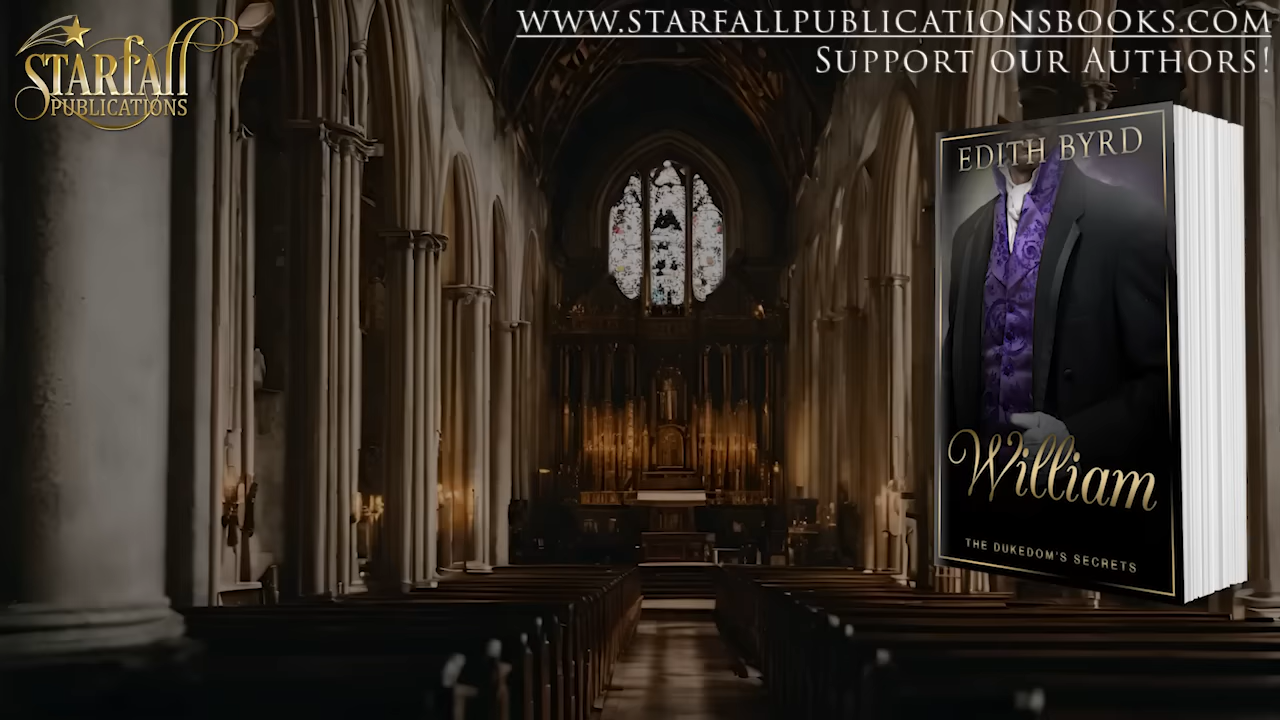 STARfall
PUBLICATIONS
WWW.STARFALLPUBLICATIONSBOOKS.COM
SUPPORT OUR AUTHORS!
EDITH BYRD
William
THE DUKEDOM'S SECRETS